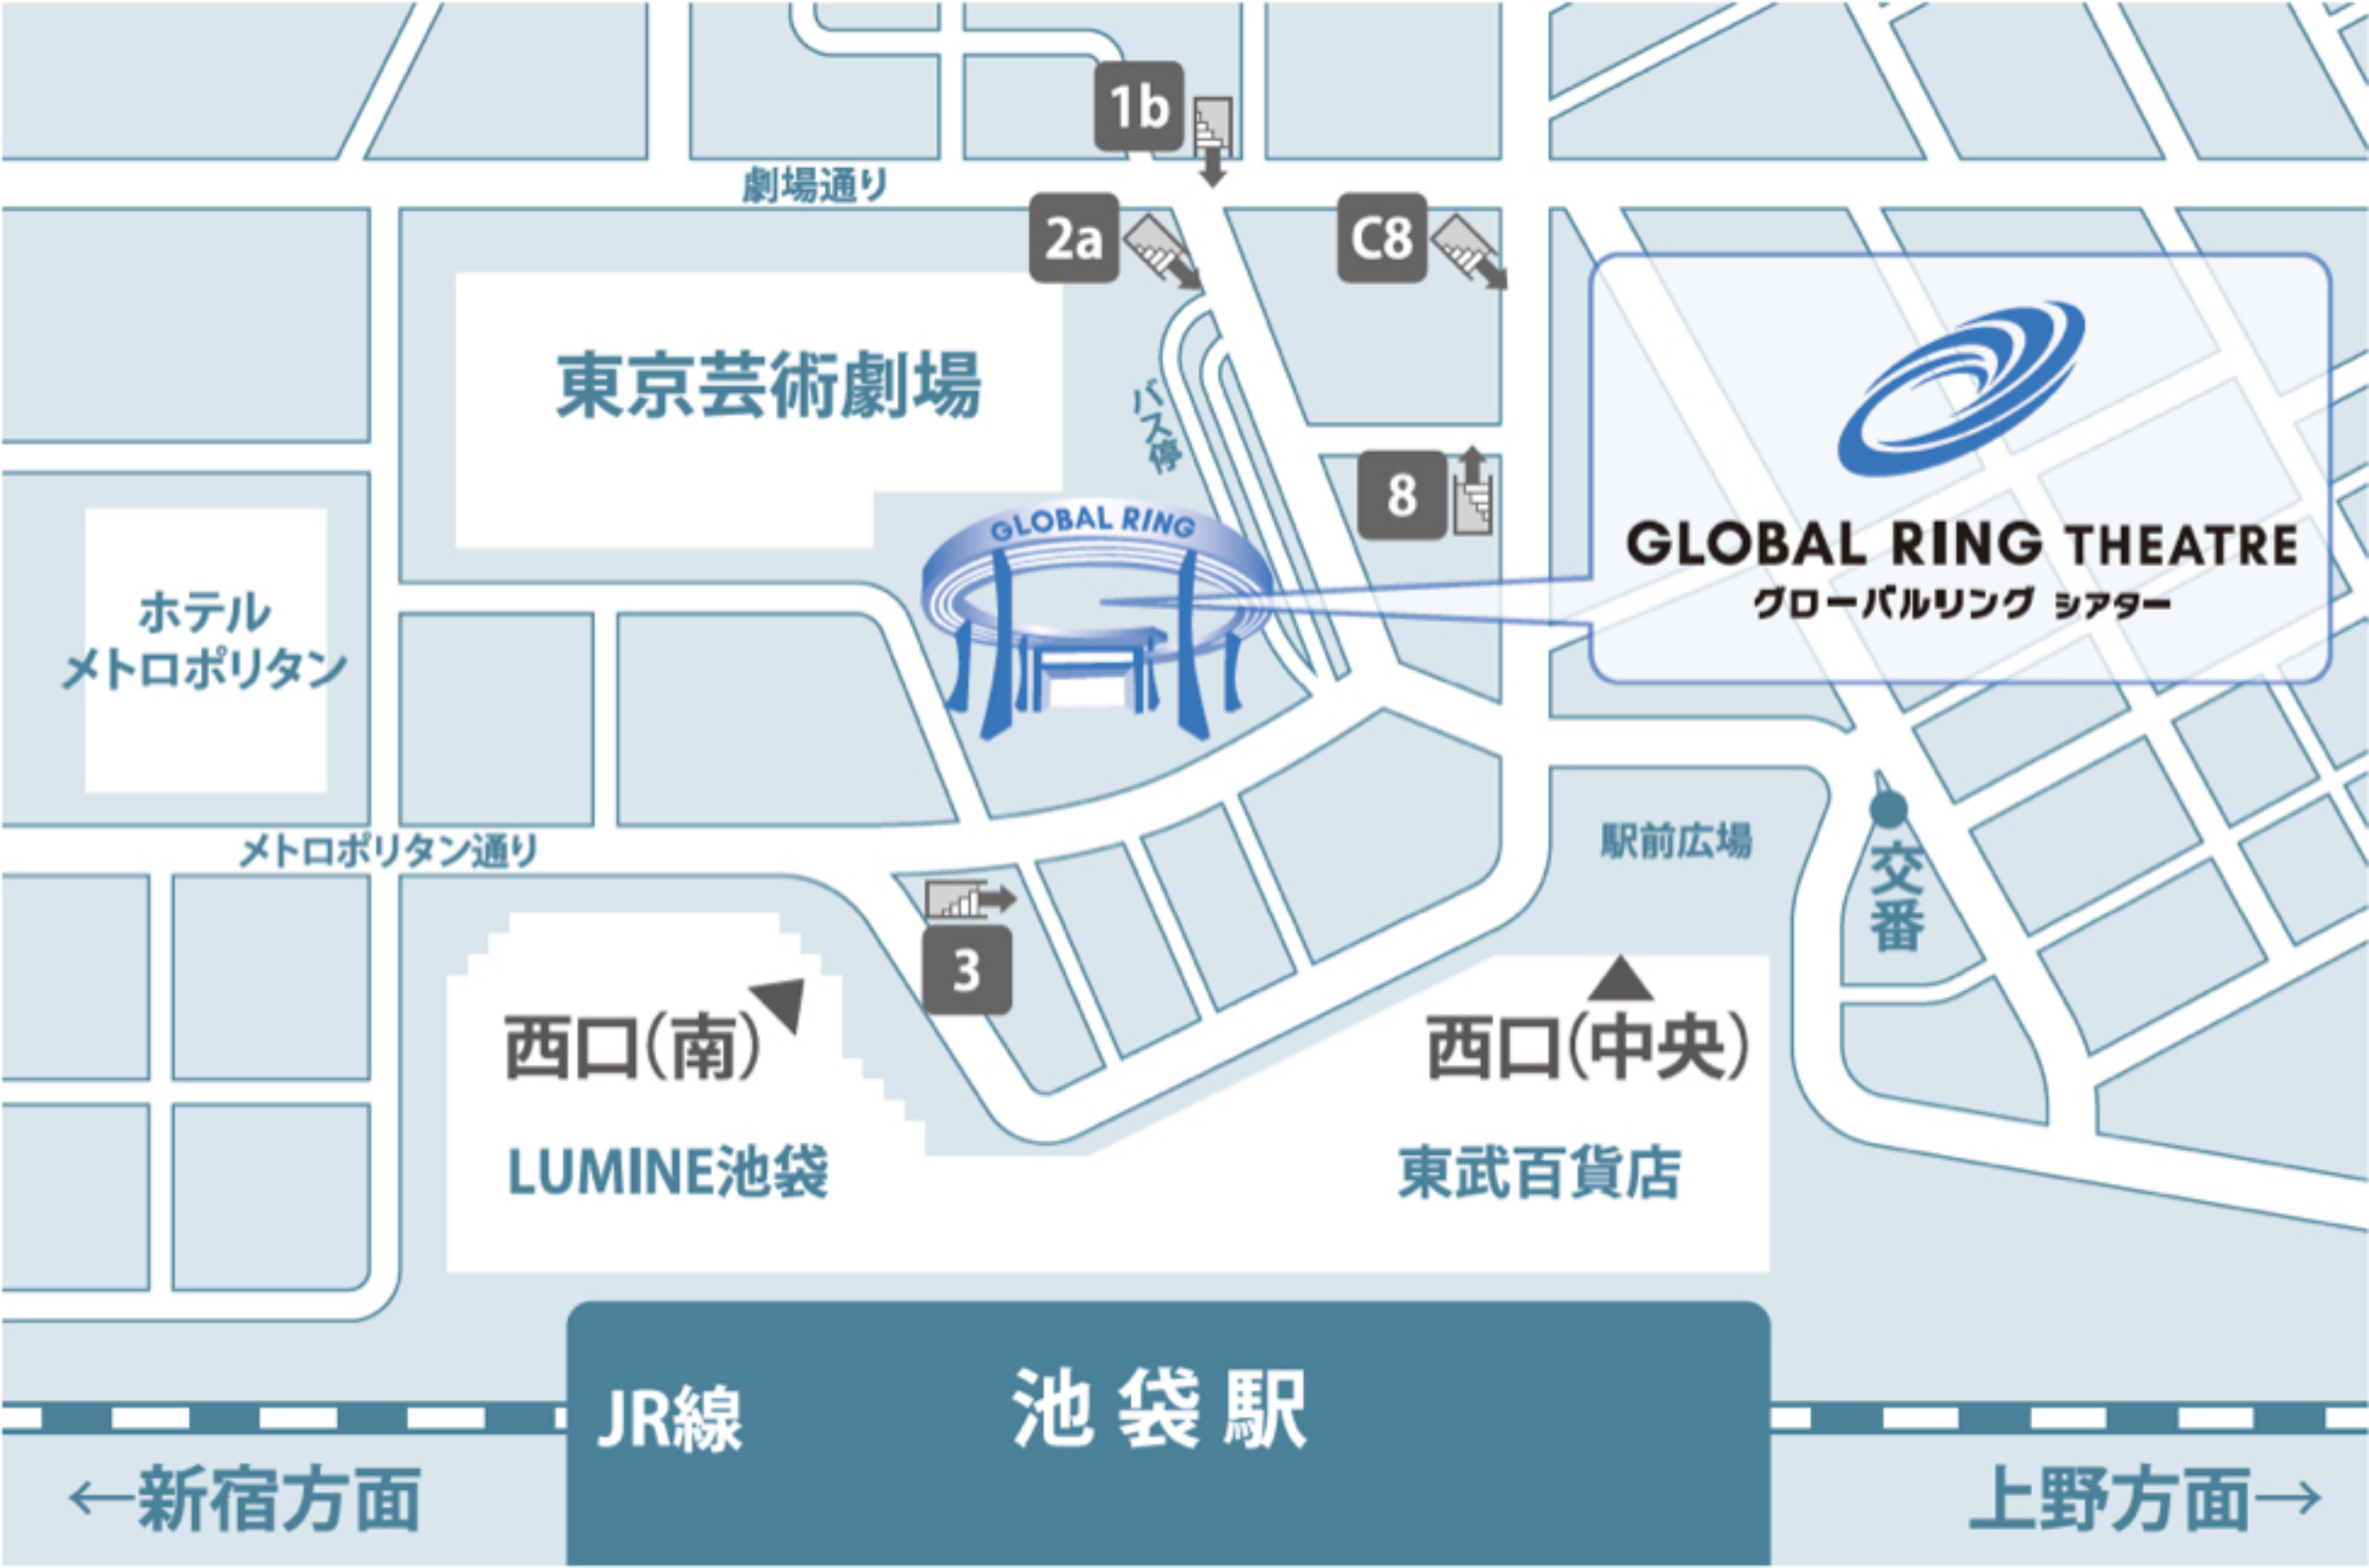 1b
劇場通り
2a
C8
東京芸術劇場
バス停
8
GLOBAL RING
GLOBAL RING THEATRE
グローバルリング シアター
ホテル
メトロポリタン
メトロポリタン通り
駅前広場
交番
3
西口(南)
西口(中央)
LUMINE池袋
東武百貨店
JR線
池袋駅
←新宿方面
上野方面→